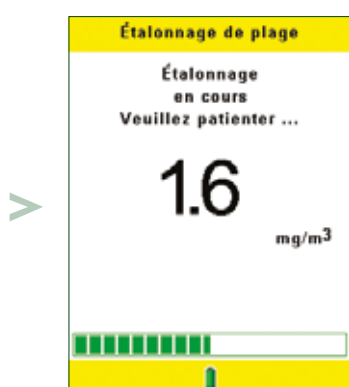 Étalonnage de plage
Étalonnage
en cours
Veuillez patienter ...
1.6
mg/m³